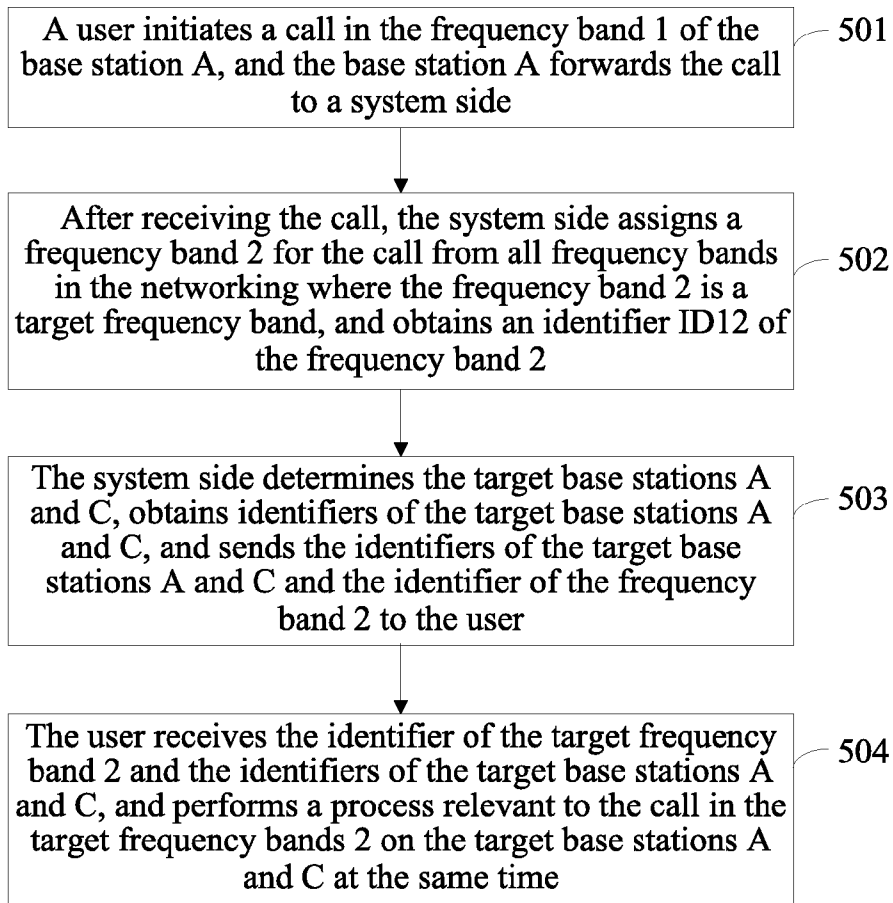 A user initiates a call in the frequency band 1 of the
base station A, and the base station A forwards the call
to a system side
501
After receiving the call, the system side assigns a
frequency band 2 for the call from all frequency bands
in the networking where the frequency band 2 is a
target frequency band, and obtains an identifier ID12 of
the frequency band 2
502
The system side determines the target base stations A
and C, obtains identifiers of the target base stations A
and C, and sends the identifiers of the target base
stations A and C and the identifier of the frequency
band 2 to the user
503
The user receives the identifier of the target frequency
band 2 and the identifiers of the target base stations A
and C, and performs a process relevant to the call in the
target frequency bands 2 on the target base stations A
and C at the same time
504